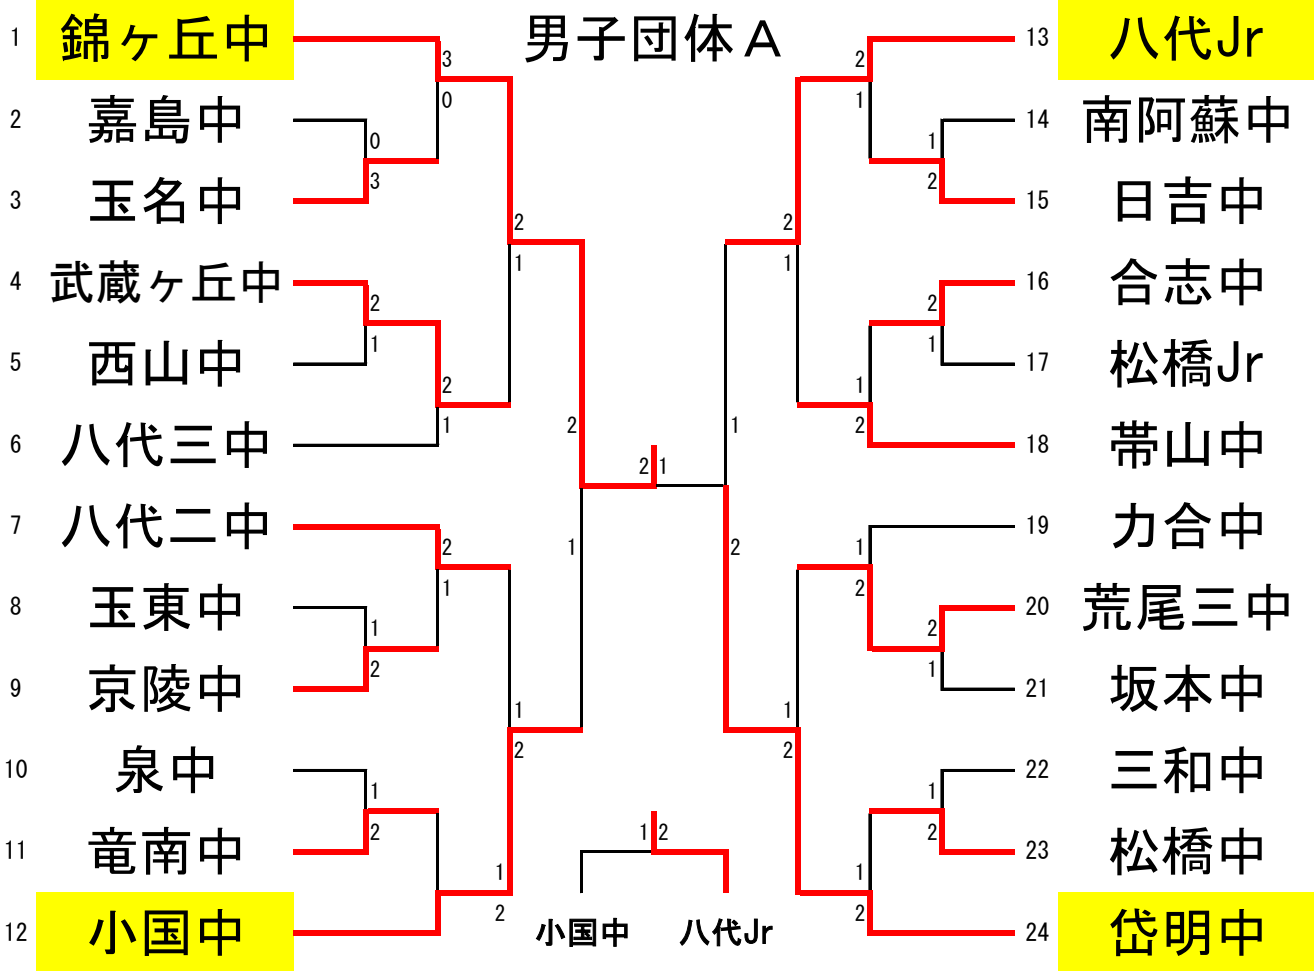 男子団体A
1 錦ヶ丘中
2 嘉島中
3 玉名中
4 武蔵ヶ丘中
5 西山中
6 八代三中
7 八代二中
8 玉東中
9 京陵中
10 泉中
11 竜南中
12 小国中
3
0
0
3
2
1
2
1
2
1
2
1
1
2
1
2
1
2
1
2
2
1
2 1
1
2
1 2
小国中 八代Jr
2
1
1
2
2
1
2
1
1
2
1
2
2
1
1
2
1
2
1
2
13 八代Jr
14 南阿蘇中
15 日吉中
16 合志中
17 松橋Jr
18 帯山中
19 力合中
20 荒尾三中
21 坂本中
22 三和中
23 松橋中
24 岱明中